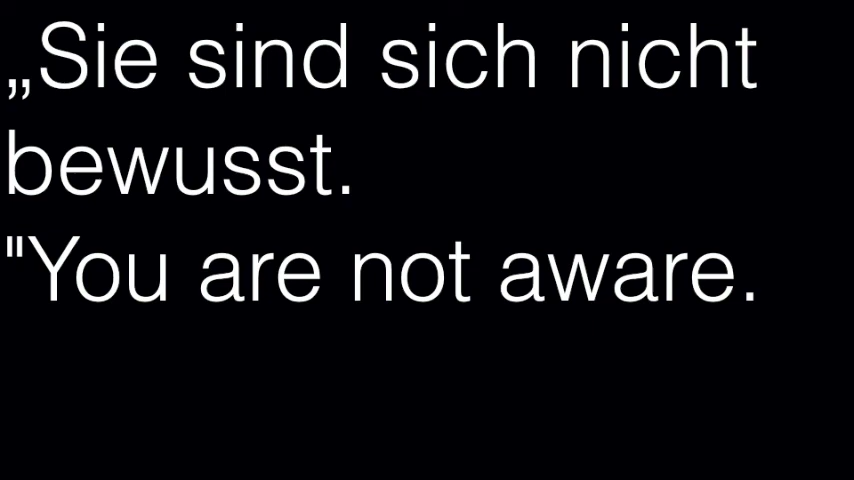 „Sie sind sich nicht
bewusst.
"You are not aware.